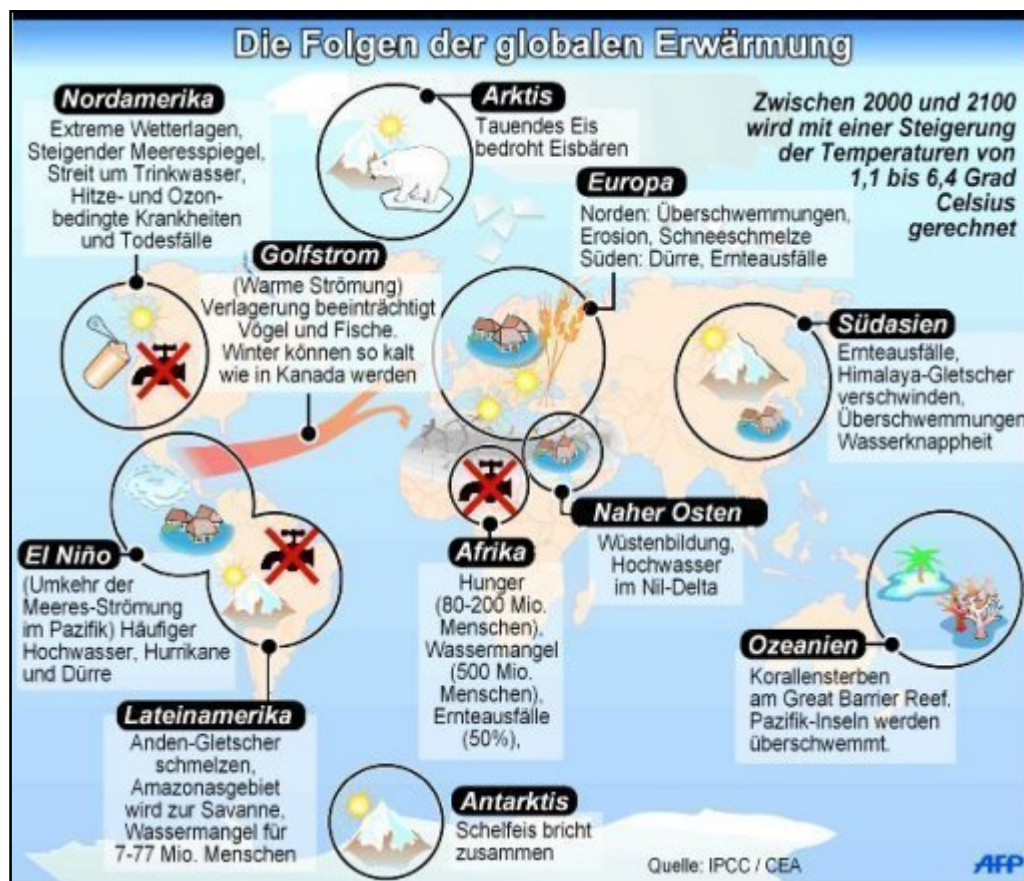 Die Folgen der globalen Erwärmung
Nordamerika
Extreme Wetterlagen,
Steigender Meeresspiegel,
Streit um Trinkwasser,
Hitze- und Ozon-
bedingte Krankheiten
und Todesfälle
Arktis
Tauendes Eis
bedroht Eisbären
Zwischen 2000 und 2100
wird mit einer Steigerung
der Temperaturen von
1,1 bis 6,4 Grad
Celsius
gerechnet
Europa
Norden: Überschwemmungen,
Erosion, Schneeschmelze
Süden: Dürre, Ernteausfälle
Golfstrom
(Warme Strömung)
Verlagerung beeinträchtigt
Vögel und Fische.
Winter können so kalt
wie in Kanada werden
Südasien
Ernteausfälle,
Himalaya-Gletscher
verschwinden,
Überschwemmungen
Wasserknappheit
El Niño
(Umkehr der
Meeres-Strömung
im Pazifik) Häufiger
Hochwasser, Hurrikane
und Dürre
Afrika
Hunger
(80-200 Mio.
Menschen),
Wassermangel
(500 Mio.
Menschen),
Ernteausfälle
(50%),
Naher Osten
Wüstenbildung,
Hochwasser
im Nil-Delta
Ozeanien
Korallensterben
am Great Barrier Reef.
Pazifik-Inseln werden
überschwemmt.
Lateinamerika
Anden-Gletscher
schmelzen,
Amazonasgebiet
wird zur Savanne,
Wassermangel für
7-77 Mio. Menschen
Antarktis
Schelfeis bricht
zusammen
Quelle: IPCC / CEA
AFP